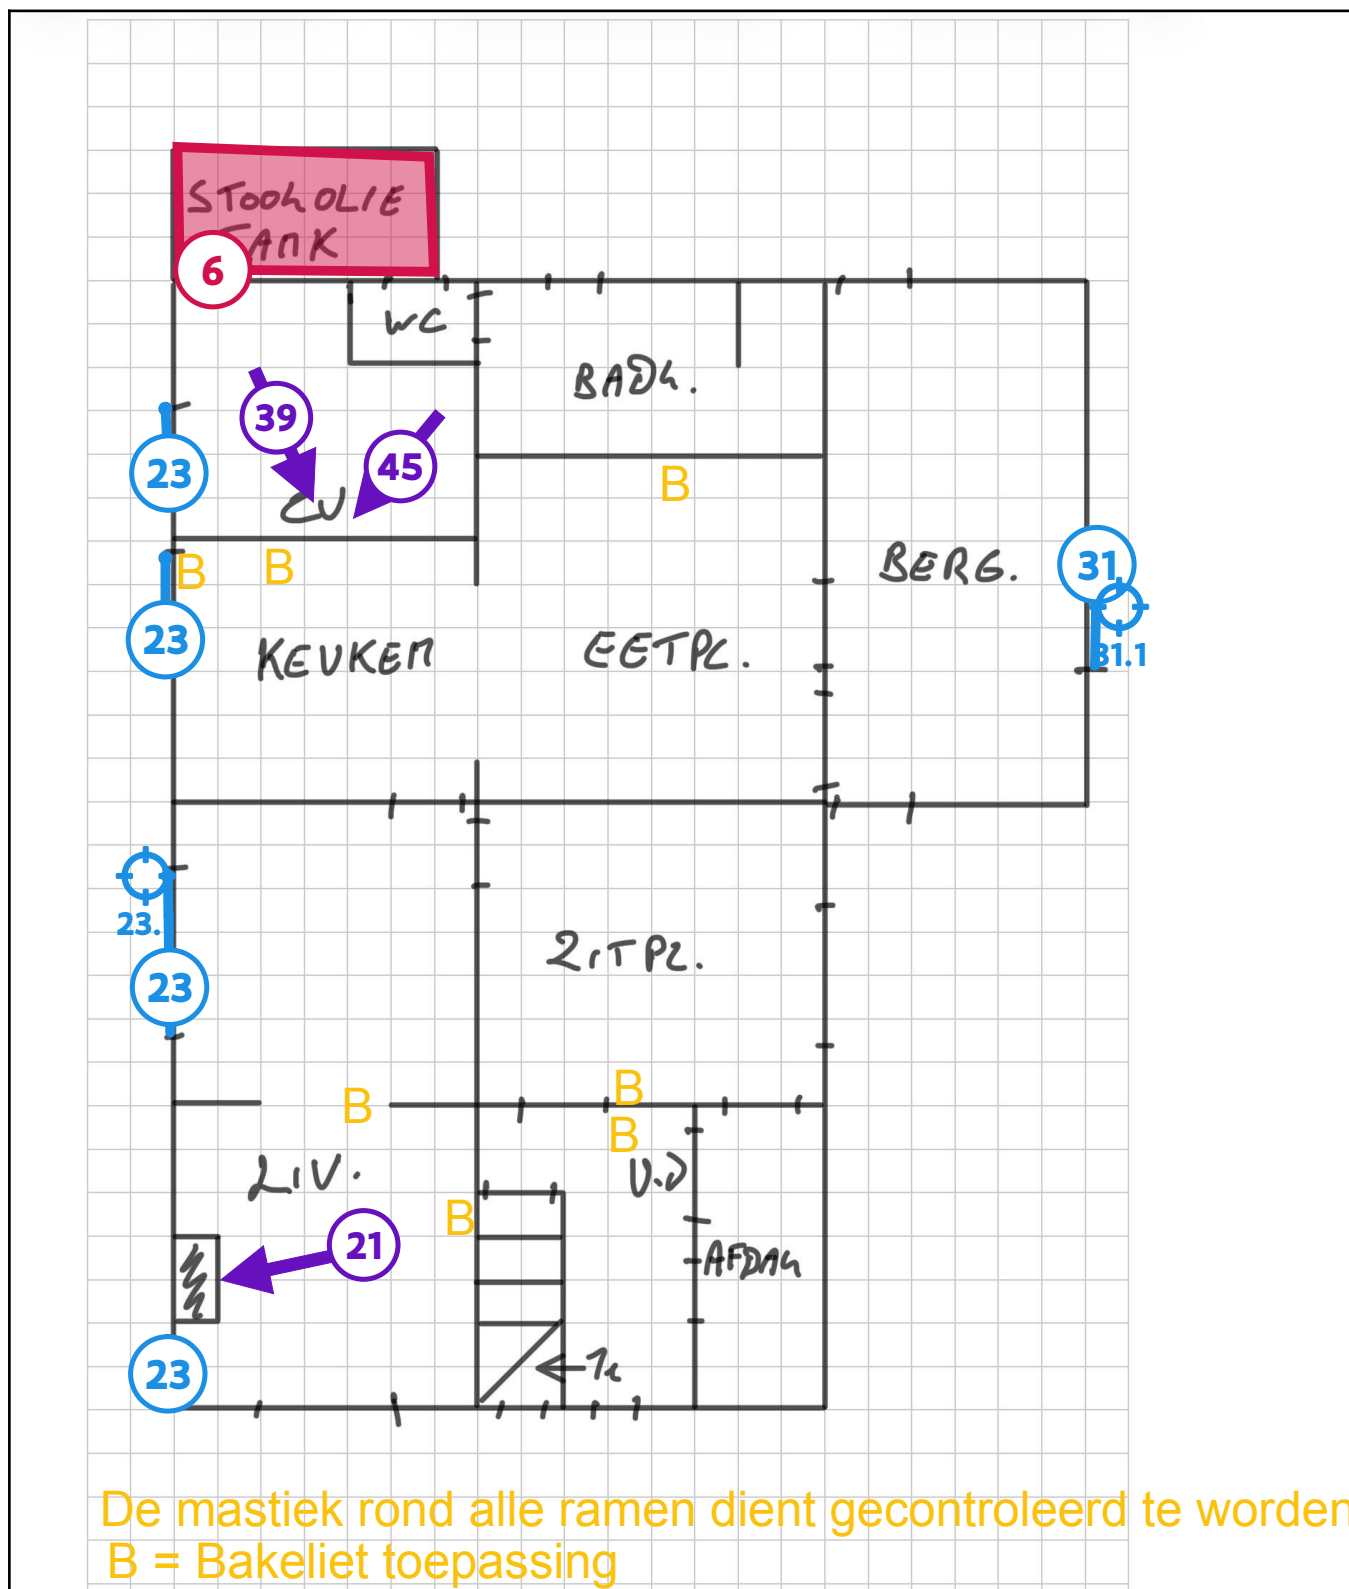 STOOKOLIE
TANK
6
WC
BADK.
39
45
23
CV
B
B
B
31
BERG.
31.1
23
KEUKEN
EETPL.
23.
23
ZITPL.
B
B
B
LIV.
V.D
B
21
AFDAK
23
De mastiek rond alle ramen dient gecontroleerd te worden
B = Bakeliet toepassing